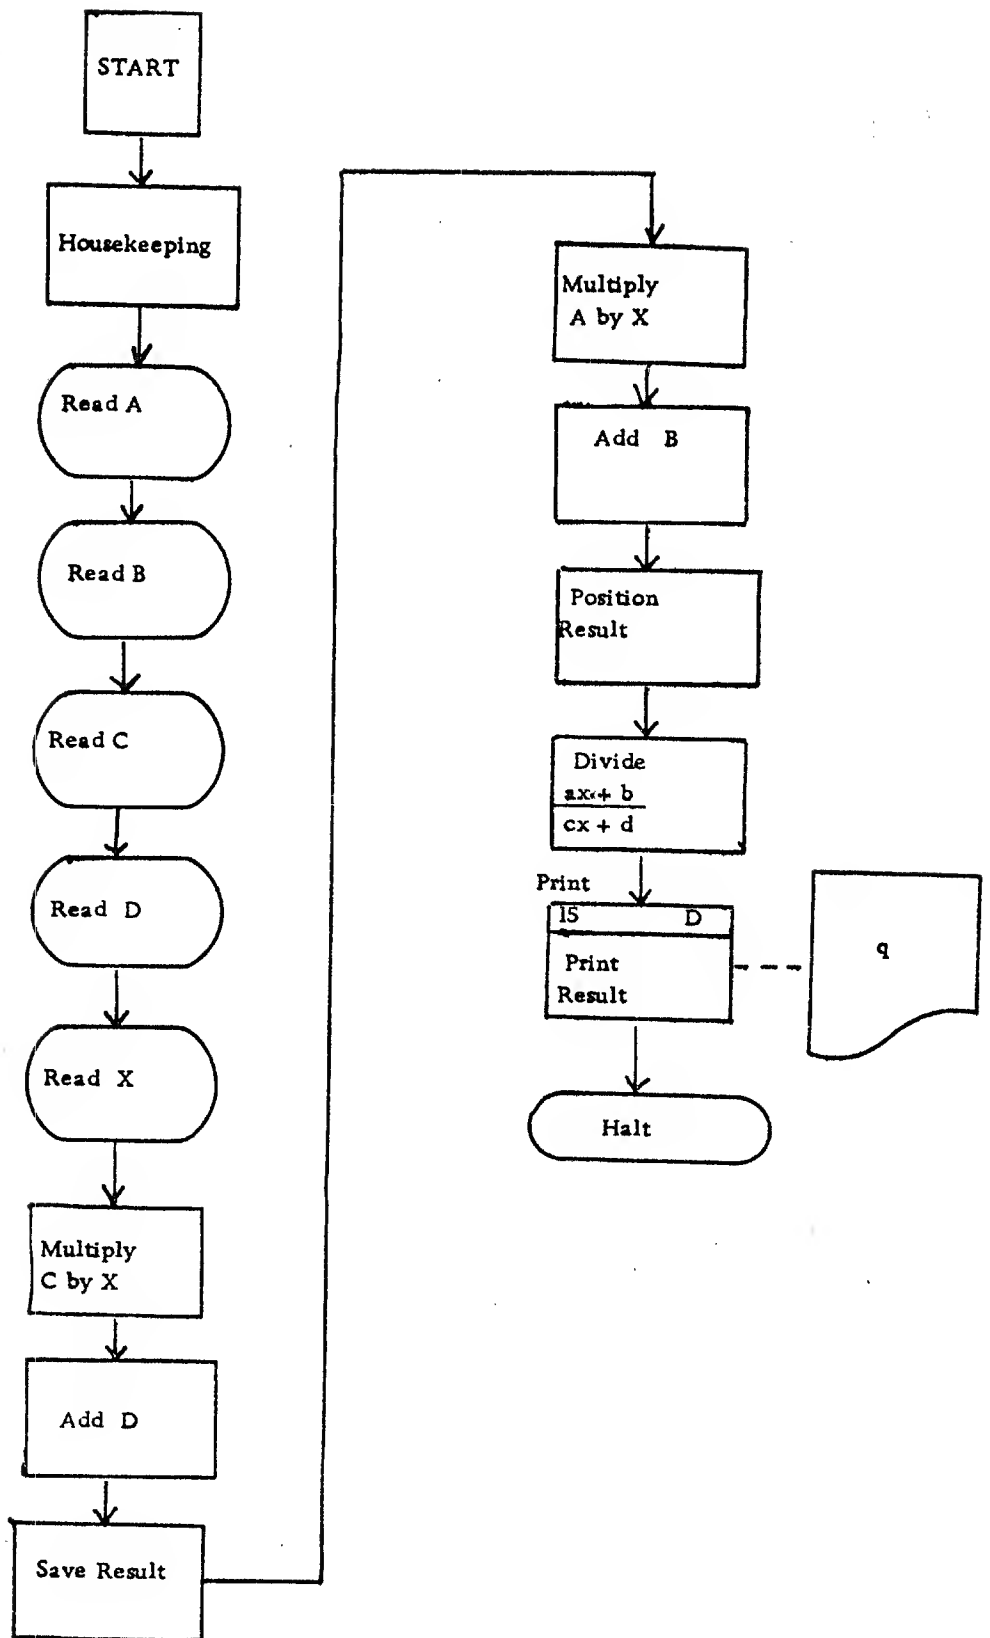 START
Housekeeping
Read A
Read B
Read C
Read D
Read X
Multiply
C by X
Add D
Save Result
Multiply
A by X
Add B
Position
Result
Divide
ax + b
cx + d
Print
15 D
Print
Result
q
Halt